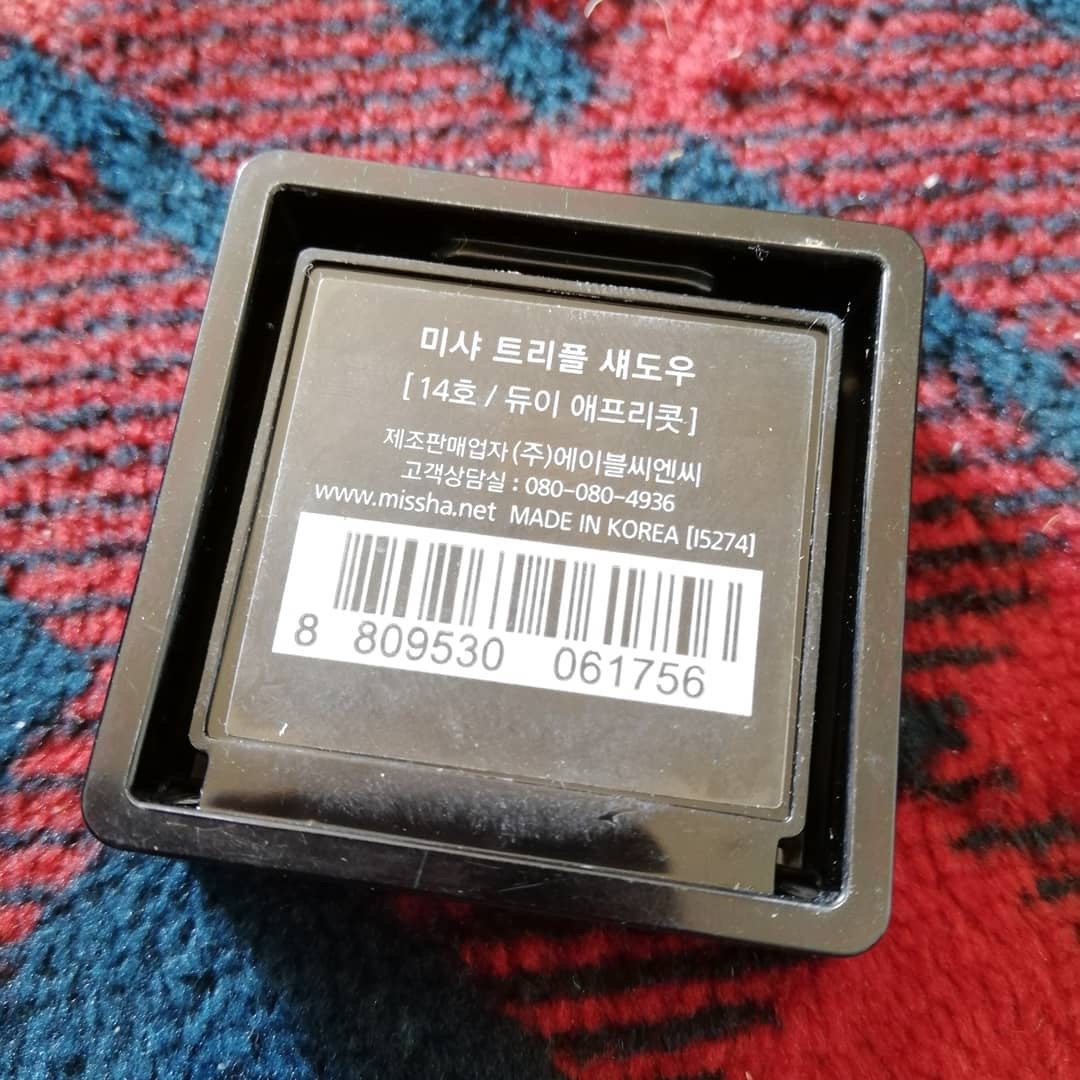 미샤 트리플 섀도우
[ 14호 / 듀이 애프리콧 ]
제조판매업자 (주)에이블씨엔씨
고객상담실 : 080-080-4936
www.missha.net MADE IN KOREA [I5274]
8 809530 061756